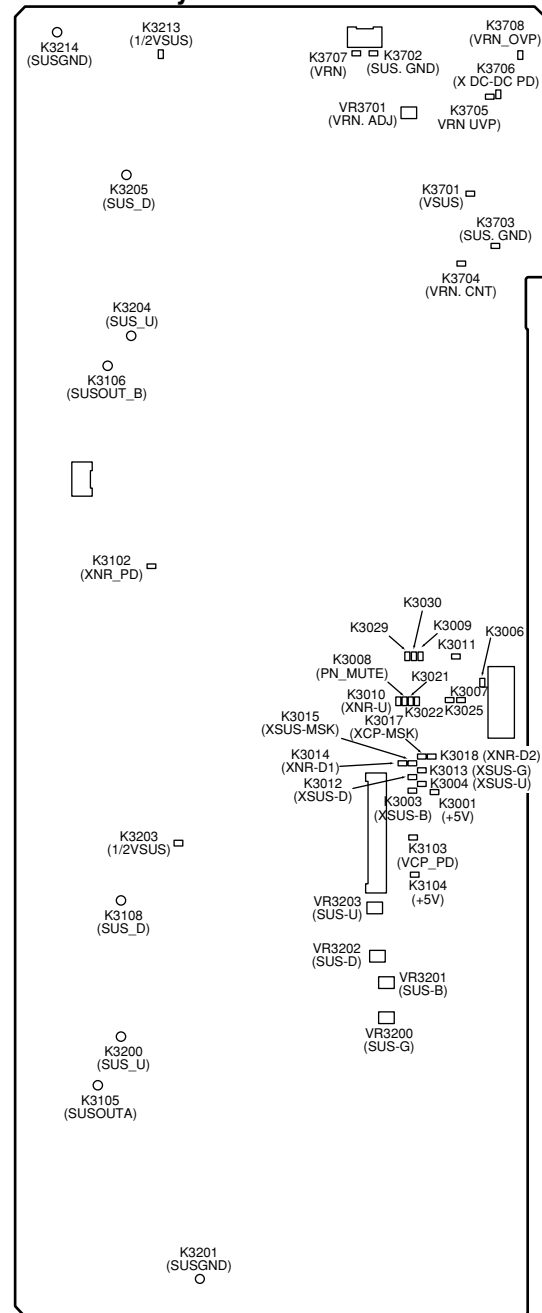 K3213
(1/2VSUS)
K3214
(SUSGND)
K3708
(VRN_OVP)
K3707
(VRN)
K3702
(SUS. GND)
K3706
(X DC-DC PD)
VR3701
(VRN. ADJ)
K3705
VRN UVP)
K3205
(SUS_D)
K3701
(VSUS)
K3703
(SUS. GND)
K3704
(VRN. CNT)
K3204
(SUS_U)
K3106
(SUSOUT_B)
K3102
(XNR_PD)
K3030
K3029
K3009
K3011
K3006
K3008
(PN_MUTE)
K3021
K3010
(XNR-U)
K3022
K3007
K3025
K3015
(XSUS-MSK)
K3017
(XCP-MSK)
K3014
(XNR-D1)
K3018 (XNR-D2)
K3013 (XSUS-G)
K3012
(XSUS-D)
K3004 (XSUS-U)
K3003
(XSUS-B)
K3001
(+5V)
K3203
(1/2VSUS)
K3103
(VCP_PD)
K3104
(+5V)
K3108
(SUS_D)
VR3203
(SUS-U)
VR3202
(SUS-D)
VR3201
(SUS-B)
VR3200
(SUS-G)
K3200
(SUS_U)
K3105
(SUSOUTA)
K3201
(SUSGND)